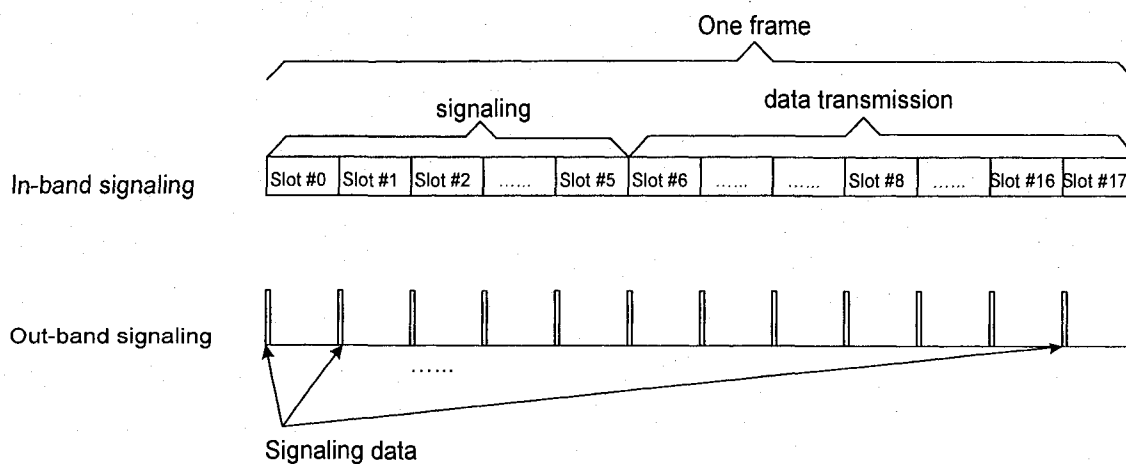 One frame
signaling
data transmission
In-band signaling
Slot #0 Slot #1 Slot #2 ...... Slot #5 Slot #6 ...... ...... Slot #8 ...... Slot #16 Slot #17
Out-band signaling
......
Signaling data